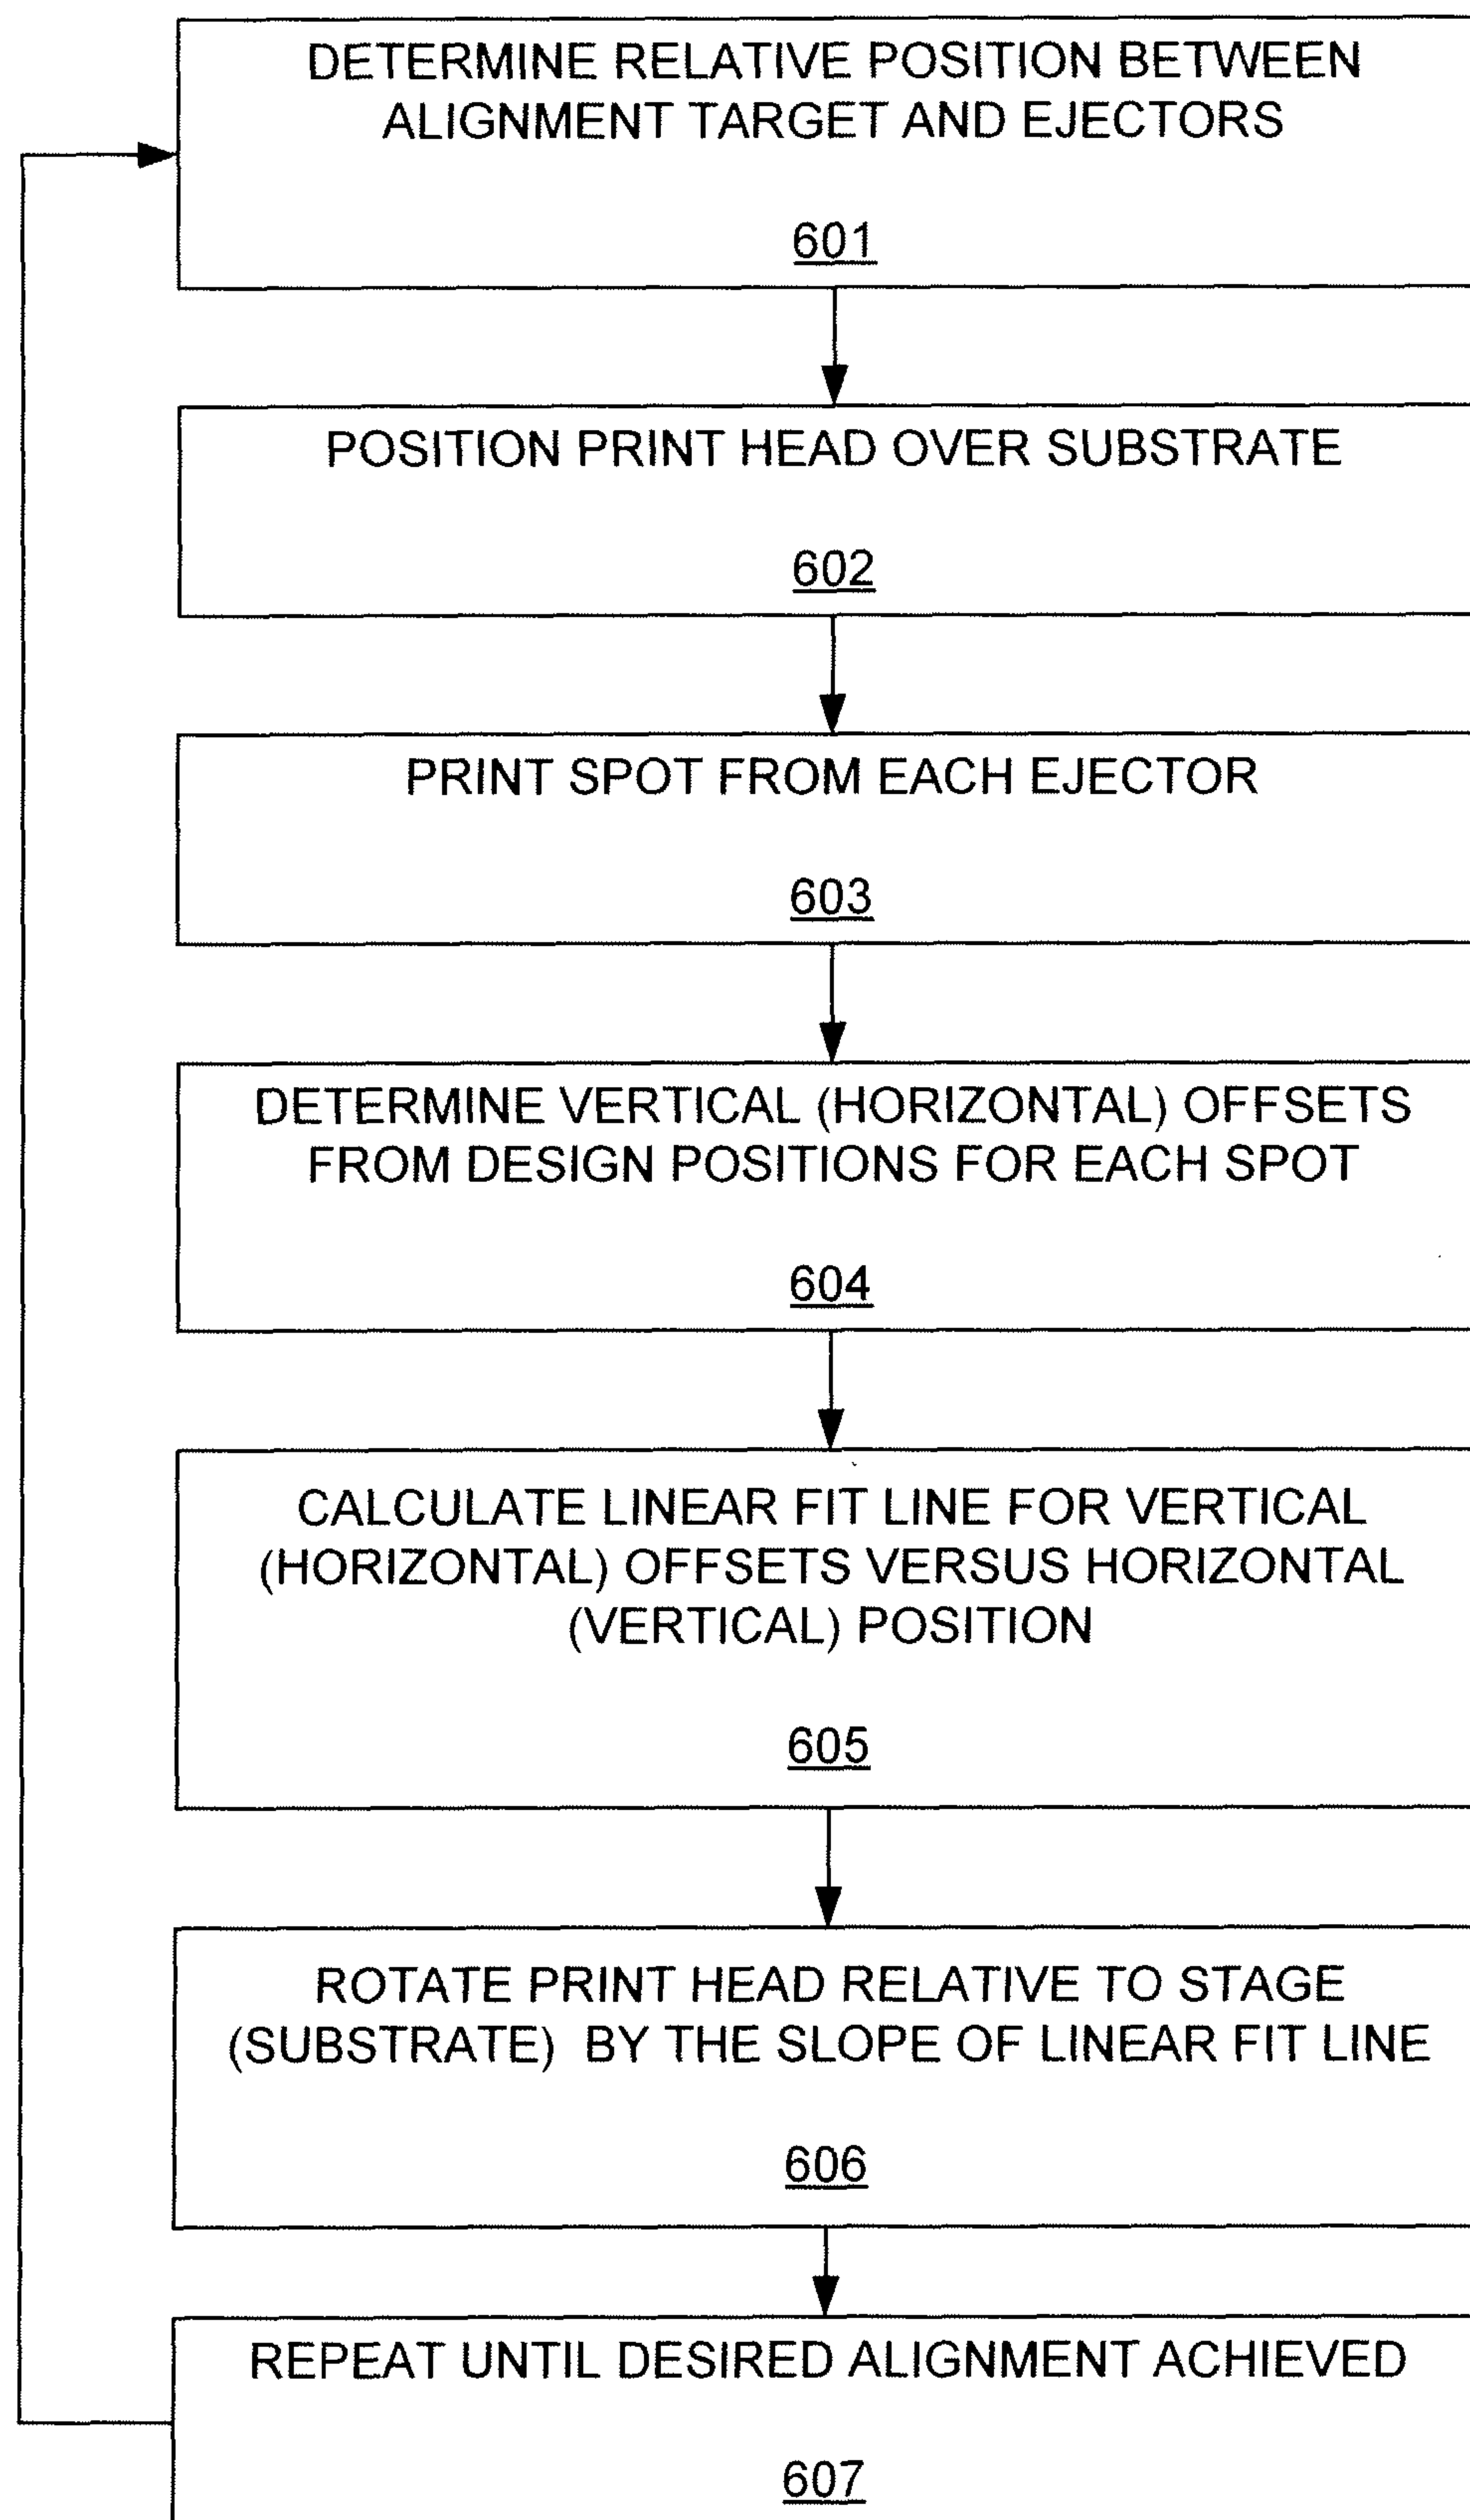 DETERMINE RELATIVE POSITION BETWEEN
ALIGNMENT TARGET AND EJECTORS
601
POSITION PRINT HEAD OVER SUBSTRATE
602
PRINT SPOT FROM EACH EJECTOR
603
DETERMINE VERTICAL (HORIZONTAL) OFFSETS
FROM DESIGN POSITIONS FOR EACH SPOT
604
CALCULATE LINEAR FIT LINE FOR VERTICAL
(HORIZONTAL) OFFSETS VERSUS HORIZONTAL
(VERTICAL) POSITION
605
ROTATE PRINT HEAD RELATIVE TO STAGE
(SUBSTRATE) BY THE SLOPE OF LINEAR FIT LINE
606
REPEAT UNTIL DESIRED ALIGNMENT ACHIEVED
607